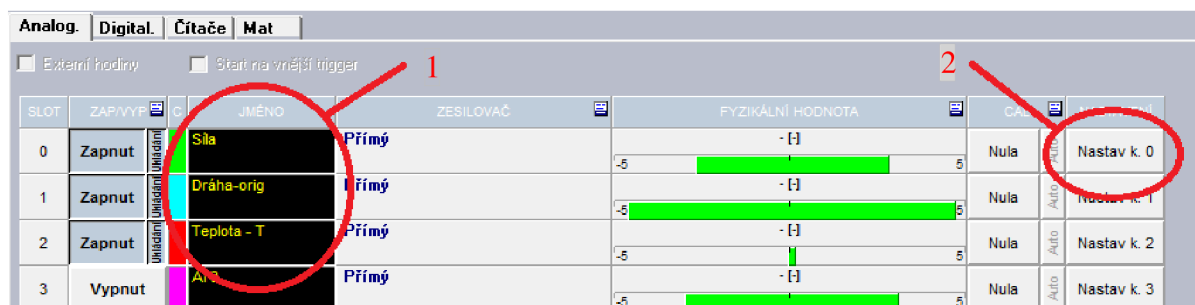 Analog. Digital. Čítače Mat
Externí hodiny Start na vnější trigger 1 2
SLOT ZAP/VYP C JMÉNO ZESILOVAČ FYZIKÁLNÍ HODNOTA
0 Zapnut Ukládání Síla Přímý - [-] -5 5 Nula Auto Nastav k. 0
1 Zapnut Ukládání Dráha-orig Přímý - [-] -5 5 Nula Auto Nastav k. 1
2 Zapnut Ukládání Teplota - T Přímý - [-] -5 5 Nula Auto Nastav k. 2
3 Vypnut Přímý - [-] -5 5 Nula Auto Nastav k. 3